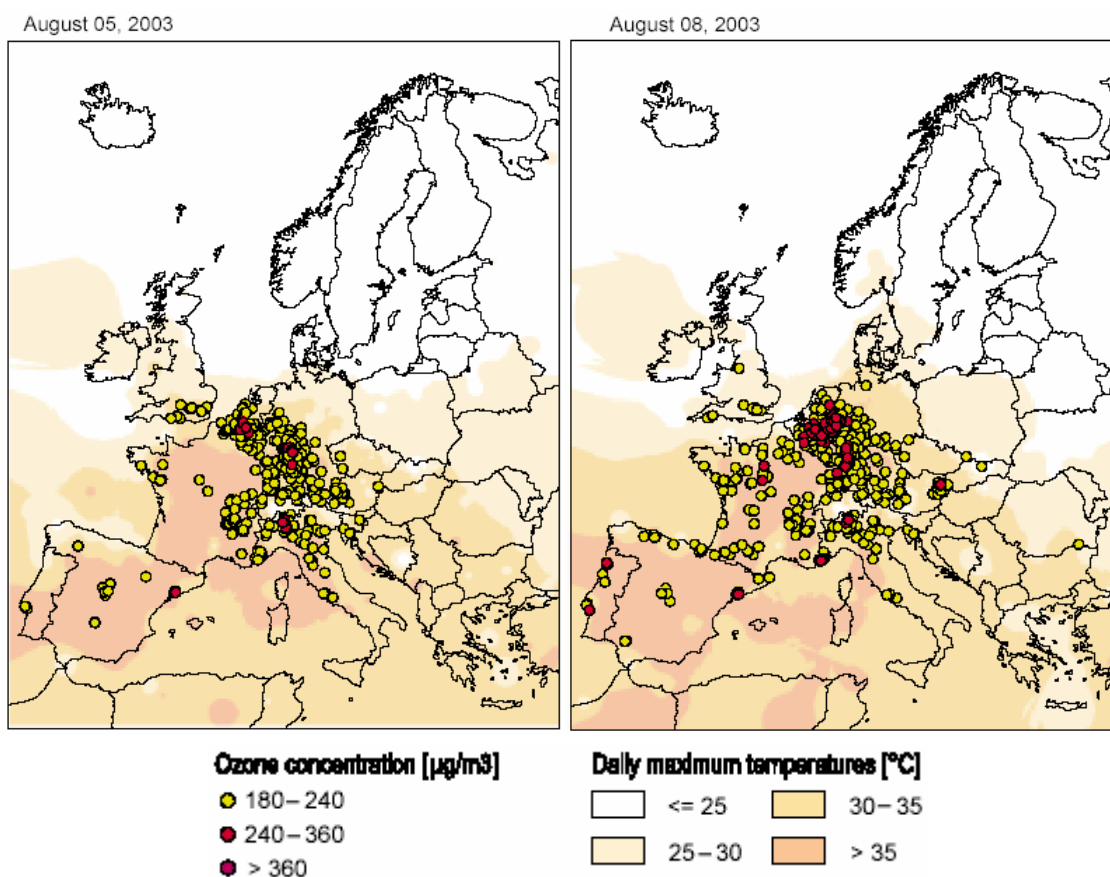 August 05, 2003
August 08, 2003
Ozone concentration [µg/m3]
180–240
240–360
> 360
Daily maximum temperatures [°C]
<= 25
25–30
30–35
> 35